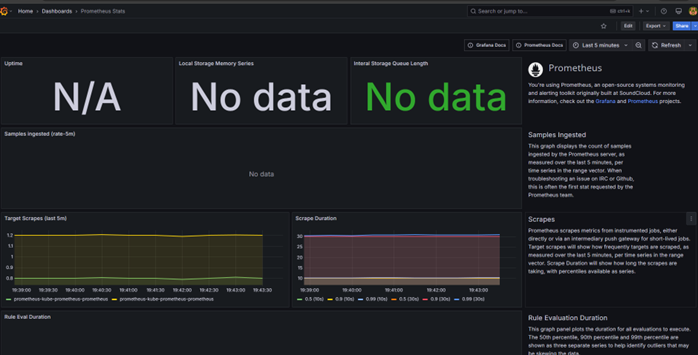 Home > Dashboards > Prometheus Stats
Search or jump to...
ctrl+k
Edit
Export
Share
Grafana Docs
Prometheus Docs
Last 5 minutes
Refresh
Uptime
N/A
Local Storage Memory Series
No data
Interal Storage Queue Length
No data
Prometheus
You're using Prometheus, an open-source systems monitoring
and alerting toolkit originally built at SoundCloud. For more
information, check out the Grafana and Prometheus projects.
Samples ingested (rate-5m)
No data
Samples Ingested
This graph displays the count of samples
ingested by the Prometheus server, as
measured over the last 5 minutes, per
time series in the range vector. When
troubleshooting an issue on IRC or Github,
this is often the first stat requested by the
Prometheus team.
Target Scrapes (last 5m)
1.2
1
0.8
19:39:00 19:39:30 19:40:00 19:40:30 19:41:00 19:41:30 19:42:00 19:42:30 19:43:00 19:43:30
prometheus-kube-prometheus-prometheus prometheus-kube-prometheus-prometheus
Scrape Duration
30
25
20
15
10
19:39:00 19:40:00 19:41:00 19:42:00 19:43:00
0.5 (10s) 0.9 (10s) 0.99 (10s) 0.5 (30s) 0.9 (30s) 0.99 (30s)
Scrapes
Prometheus scrapes metrics from instrumented jobs, either
directly or via an intermediary push gateway for short-lived jobs.
Target scrapes will show how frequently targets are scraped, as
measured over the last 5 minutes, per time series in the range
vector. Scrape Duration will show how long the scrapes are
taking, with percentiles available as series.
Rule Eval Duration
Rule Evaluation Duration
This graph panel plots the duration for all evaluations to execute.
The 50th percentile, 90th percentile and 99th percentile are
shown as three separate series to help identify outliers that may
be skewing the data.